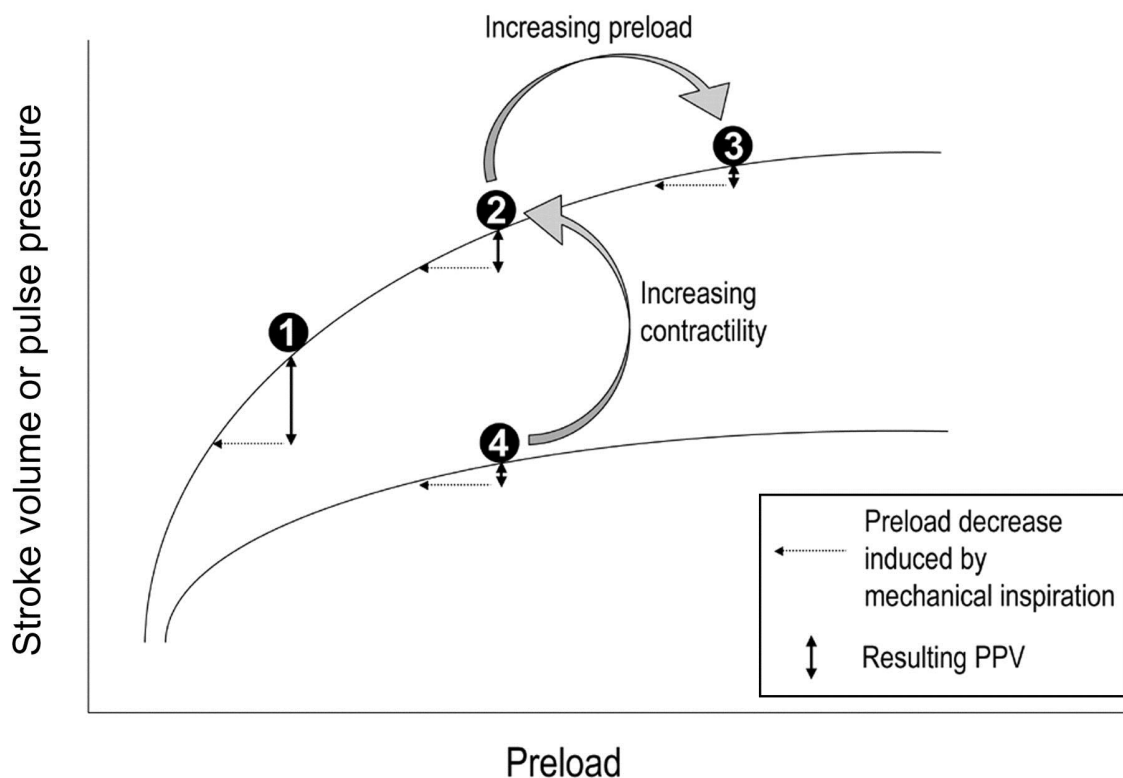 Increasing preload
Stroke volume or pulse pressure
3
2
1
Increasing
contractility
4
Preload decrease
induced by
mechanical inspiration
Resulting PPV
Preload